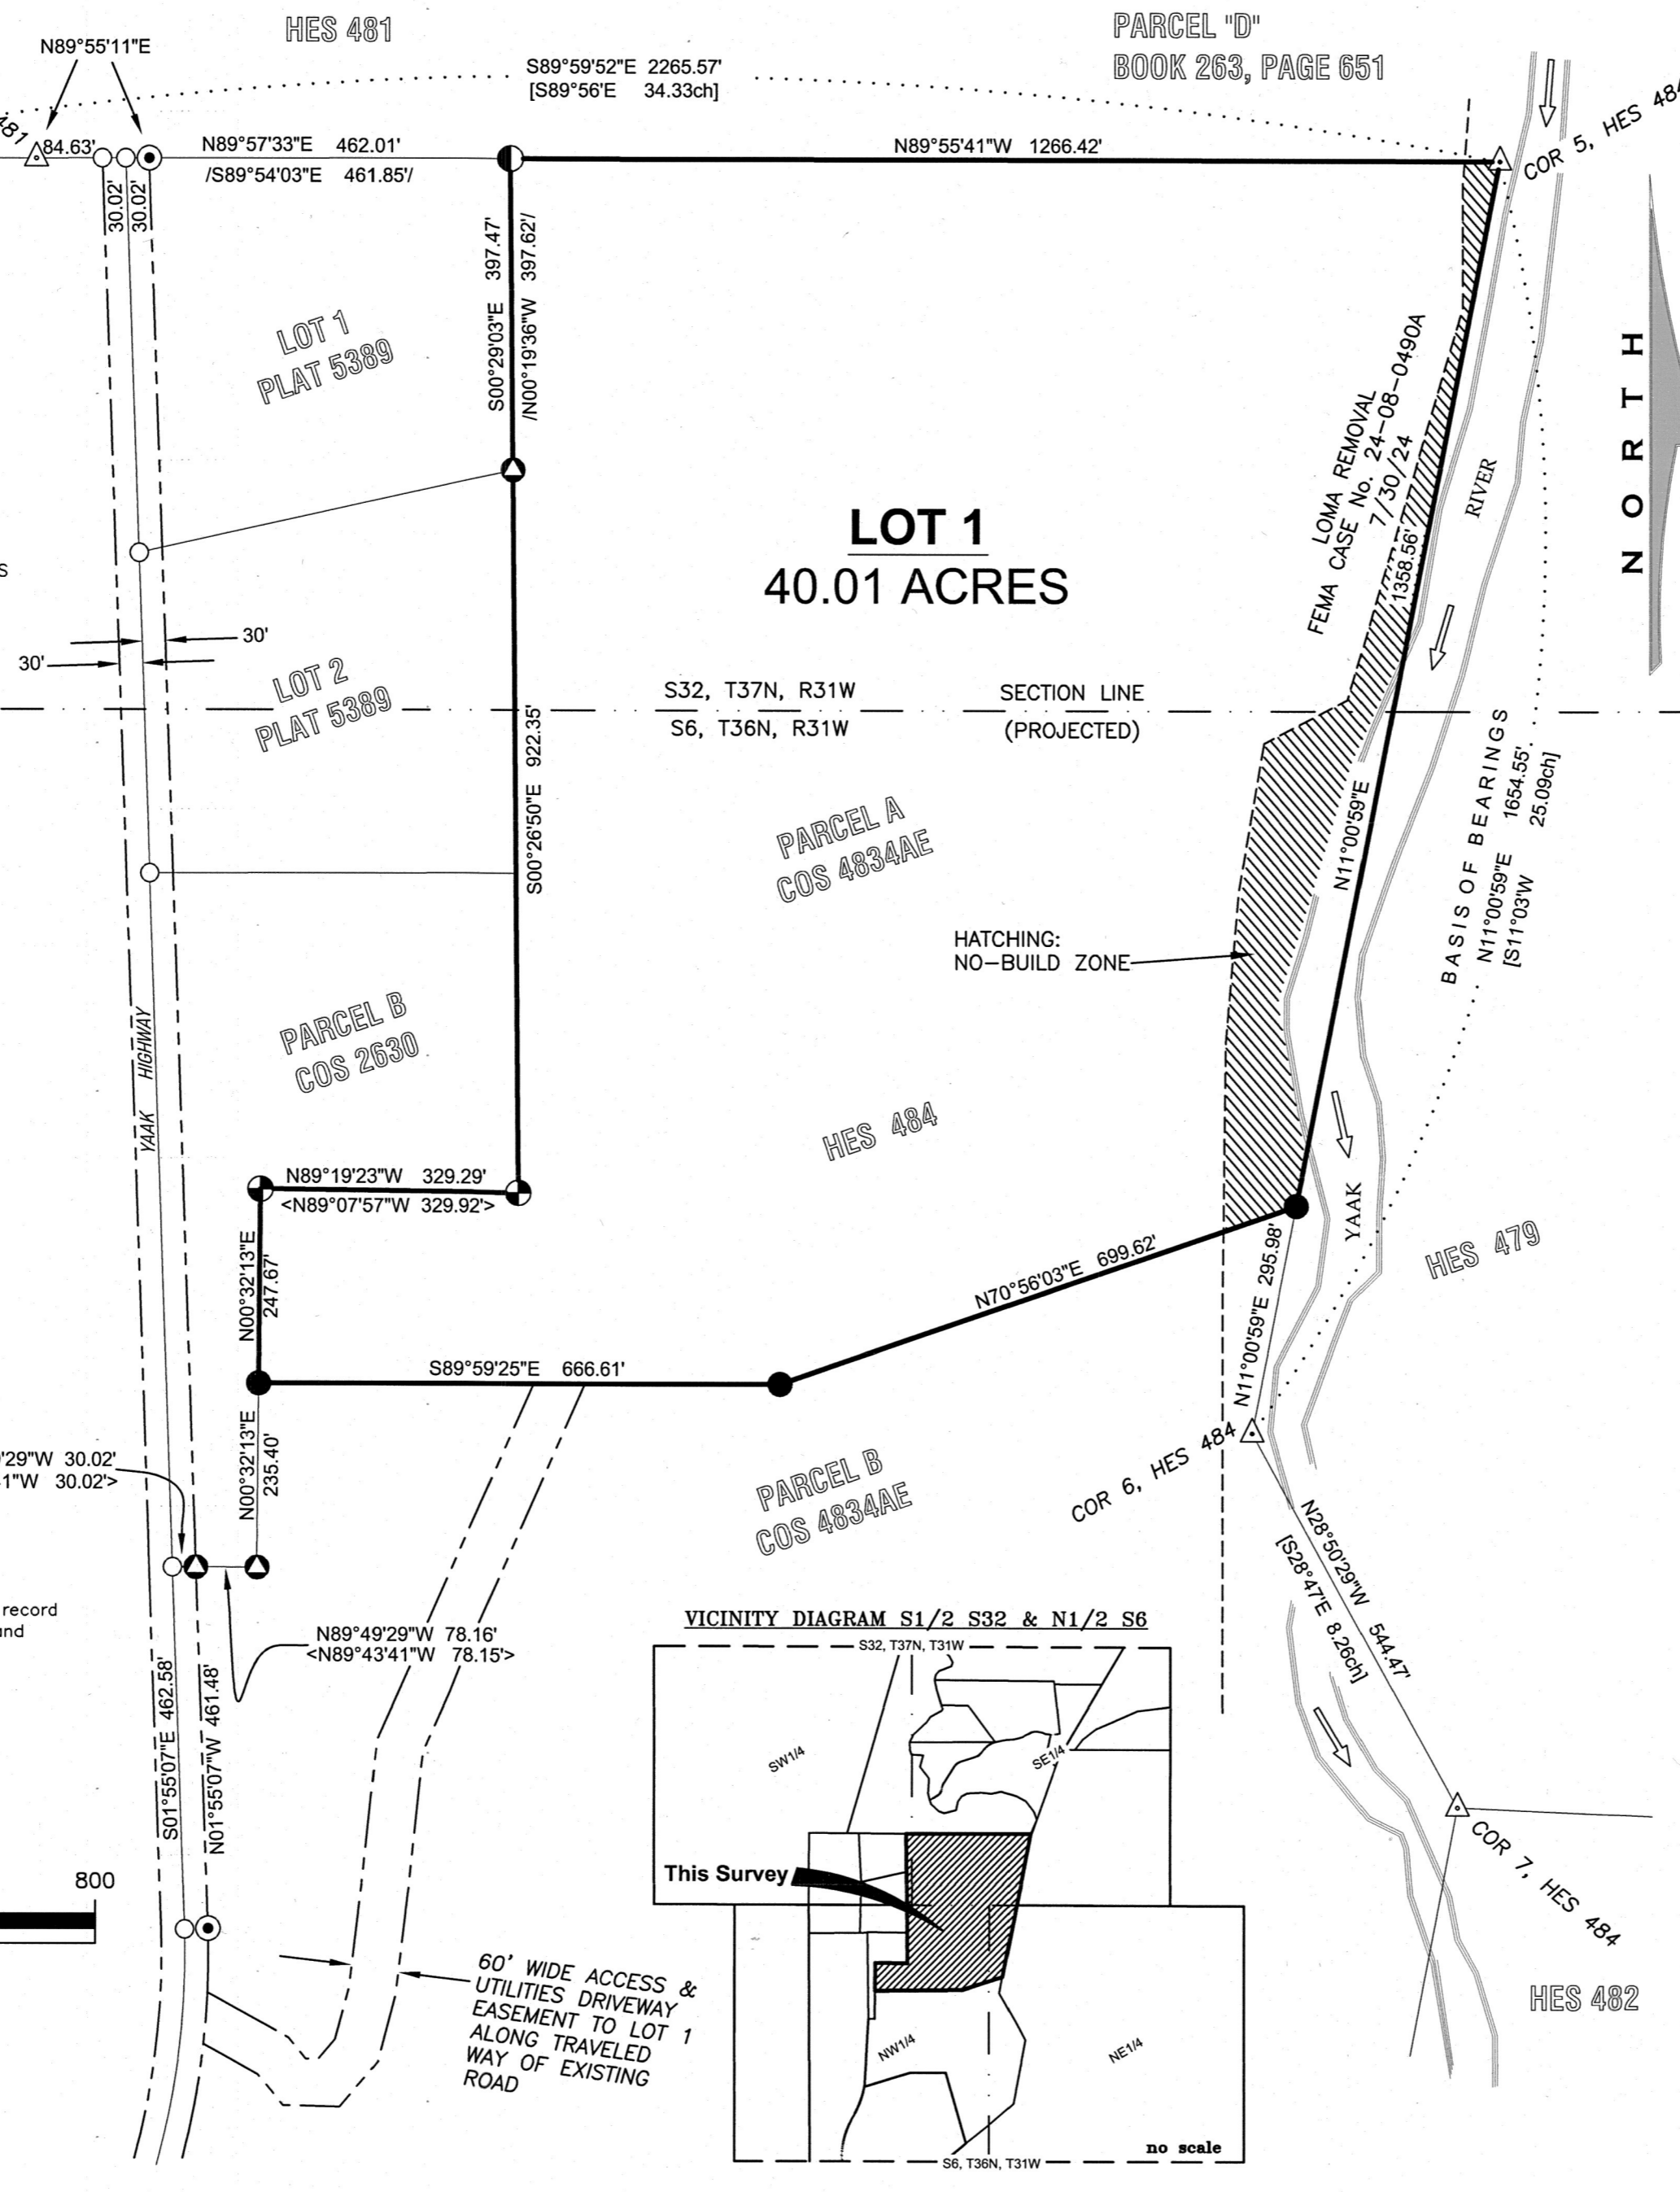 HES 481
PARCEL "D"
BOOK 263, PAGE 651
N89°55'11"E
S89°59'52"E 2265.57'
[S89°56'E 34.33ch]
481
84.63'
N89°57'33"E 462.01'
/S89°54'03"E 461.85'/
N89°55'41"W 1266.42'
COR 5, HES 484
30.02'
30.02'
S00°29'03"E 397.47'
/N00°19'36"W 397.62'/
LOT 1
PLAT 5389
LOMA REMOVAL
FEMA CASE No. 24-08-0490A
7/30/24
1358.56'
RIVER
NORTH
LOT 1
40.01 ACRES
S
30'
30'
LOT 2
PLAT 5389
S32, T37N, R31W
SECTION LINE
S6, T36N, R31W
(PROJECTED)
S00°26'50"E 922.35'
PARCEL A
COS 4834AE
N11°00'59"E
BASIS OF BEARINGS
N11°00'59"E 1654.55'
[S11°03'W 25.09ch]
HATCHING:
NO-BUILD ZONE
YAAK HIGHWAY
PARCEL B
COS 2630
HES 484
N89°19'23"W 329.29'
<N89°07'57"W 329.92'>
N00°32'13"E
247.67'
N70°56'03"E 699.62'
N11°00'59"E 295.98'
YAAK
HES 479
S89°59'25"E 666.61'
N00°32'13"E
235.40'
'29"W 30.02'
1"W 30.02'>
PARCEL B
COS 4834AE
COR 6, HES 484
N28°50'29"W 544.47'
[S28°47'E 8.26ch]
record
nd
N89°49'29"W 78.16'
<N89°43'41"W 78.15'>
S01°55'07"E 462.58'
N01°55'07"W 461.48'
VICINITY DIAGRAM S1/2 S32 & N1/2 S6
S32, T37N, T31W
SW1/4
SE1/4
This Survey
COR 7, HES 484
800
60' WIDE ACCESS &
UTILITIES DRIVEWAY
EASEMENT TO LOT 1
ALONG TRAVELED
WAY OF EXISTING
ROAD
NW1/4
NE1/4
HES 482
no scale
S6, T36N, T31W